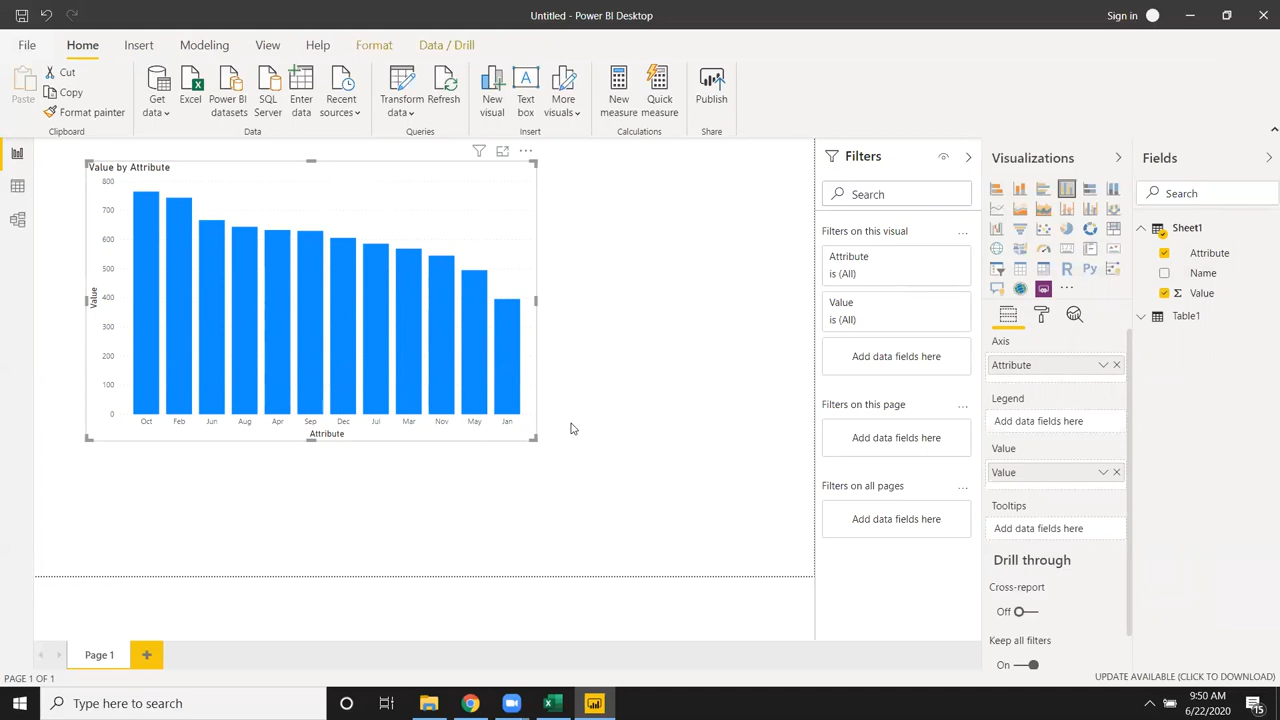 Untitled - Power BI Desktop
Sign in
File
Home
Insert
Modeling
View
Help
Format
Data / Drill
Paste
Cut
Copy
Format painter
Clipboard
Get data
Excel
Power BI datasets
SQL Server
Enter data
Recent sources
Data
Transform data
Refresh
Queries
New visual
Text box
More visuals
Insert
New measure
Quick measure
Calculations
Publish
Share
Value by Attribute
800
700
600
500
400
300
200
100
0
Value
Oct Feb Jun Aug Apr Sep Dec Jul Mar Nov May Jan
Attribute
Filters
Search
Filters on this visual
...
Attribute
is (All)
Value
is (All)
Add data fields here
Filters on this page
...
Add data fields here
Filters on all pages
...
Add data fields here
Visualizations
R
Py
...
Axis
Attribute
Legend
Add data fields here
Value
Value
Tooltips
Add data fields here
Drill through
Cross-report
Off
Keep all filters
On
Fields
Search
Sheet1
Attribute
Name
Σ Value
Table1
Page 1
PAGE 1 OF 1
UPDATE AVAILABLE (CLICK TO DOWNLOAD)
Type here to search
9:50 AM
6/22/2020
15